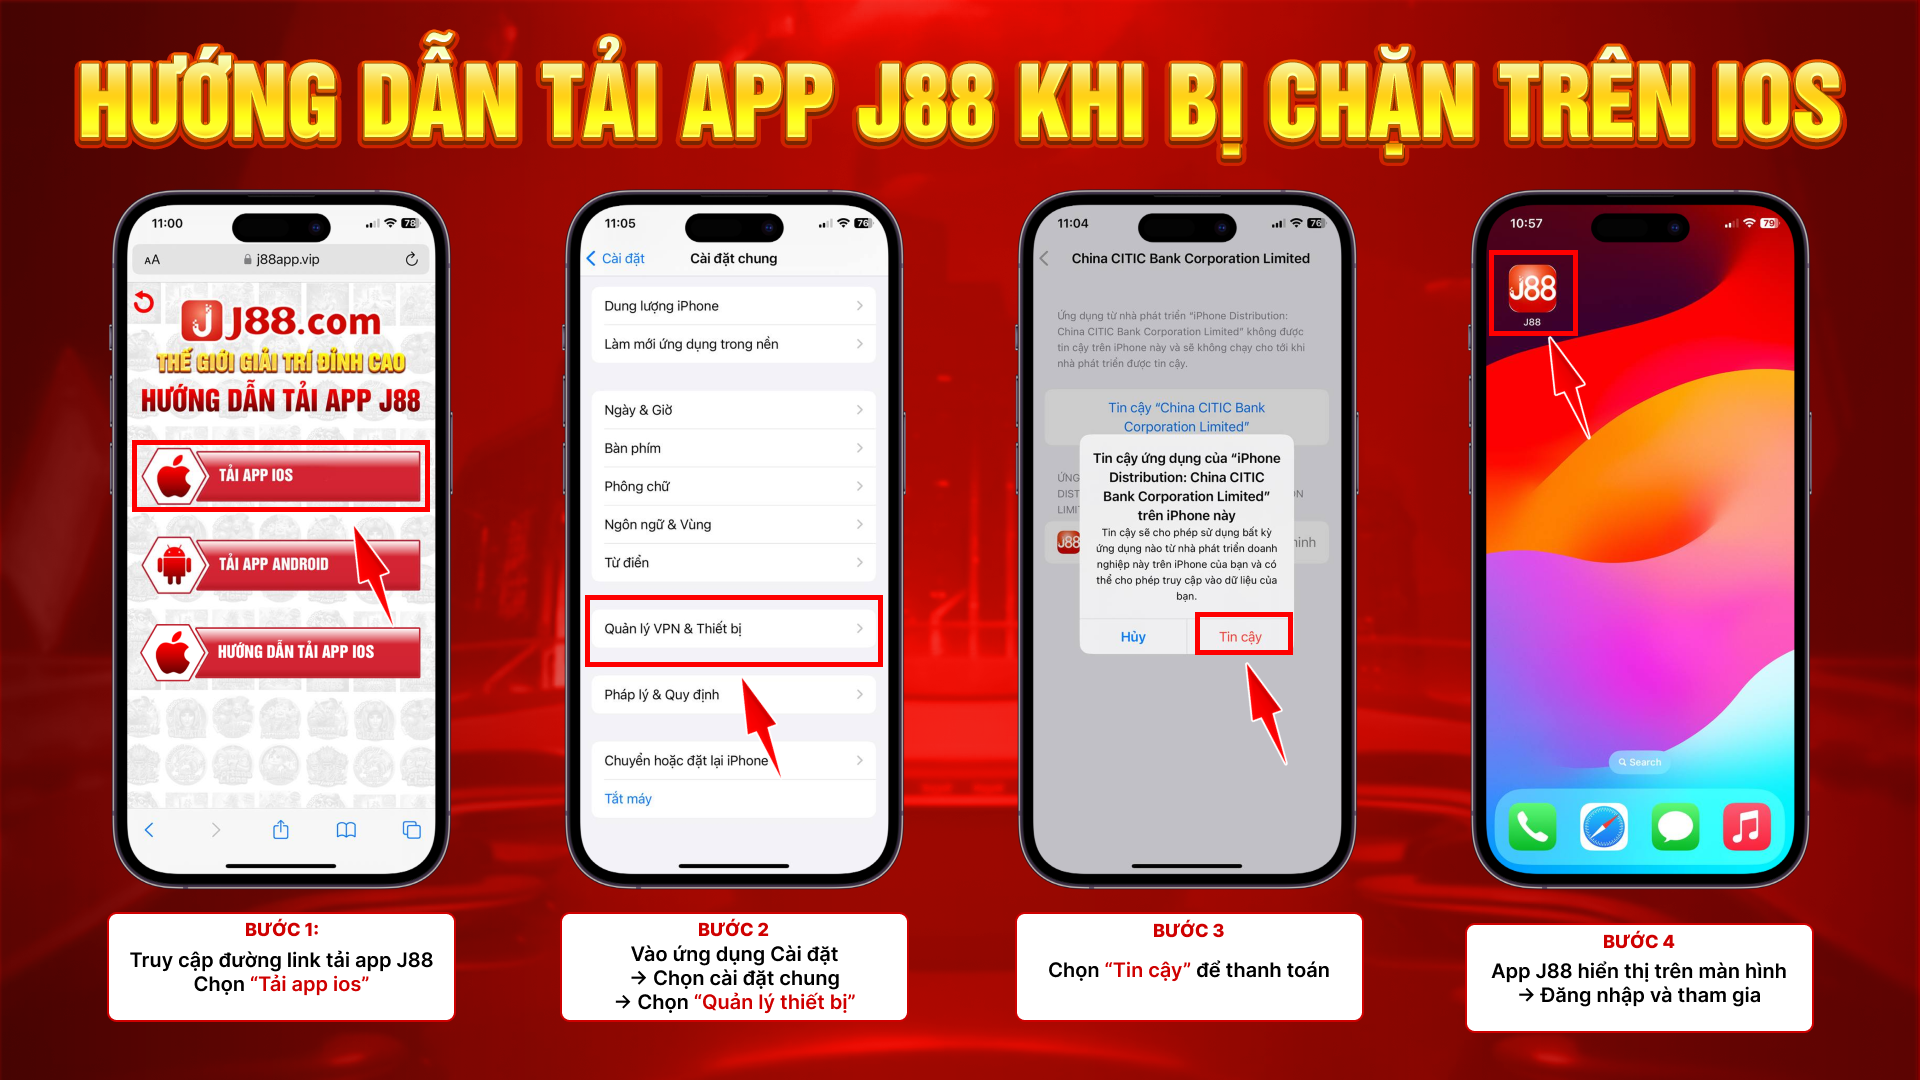 HƯỚNG DẪN TẢI APP J88 KHI BỊ CHẶN TRÊN IOS
11:00
78
AA
j88app.vip
J88.com
THẾ GIỚI GIẢI TRÍ ĐỈNH CAO
HƯỚNG DẪN TẢI APP J88
TẢI APP IOS
TẢI APP ANDROID
HƯỚNG DẪN TẢI APP IOS
BƯỚC 1:
Truy cập đường link tải app J88
Chọn “Tải app ios”
11:05
76
Cài đặt
Cài đặt chung
Dung lượng iPhone
Làm mới ứng dụng trong nền
Ngày & Giờ
Bàn phím
Phông chữ
Ngôn ngữ & Vùng
Từ điển
Quản lý VPN & Thiết bị
Pháp lý & Quy định
Chuyển hoặc đặt lại iPhone
Tắt máy
BƯỚC 2
Vào ứng dụng Cài đặt
→ Chọn cài đặt chung
→ Chọn “Quản lý thiết bị”
11:04
76
China CITIC Bank Corporation Limited
Ứng dụng từ nhà phát triển “iPhone Distribution:
China CITIC Bank Corporation Limited” không được
tin cậy trên iPhone này và sẽ không chạy cho tới khi
nhà phát triển được tin cậy.
Tin cậy “China CITIC Bank
Corporation Limited”
Tin cậy ứng dụng của “iPhone
Distribution: China CITIC
Bank Corporation Limited”
trên iPhone này
Tin cậy sẽ cho phép sử dụng bất kỳ
ứng dụng nào từ nhà phát triển doanh
nghiệp này trên iPhone của bạn và có
thể cho phép truy cập vào dữ liệu của
bạn.
J88
Hủy
Tin cậy
BƯỚC 3
Chọn “Tin cậy” để thanh toán
10:57
79
J88
J88
Search
BƯỚC 4
App J88 hiển thị trên màn hình
→ Đăng nhập và tham gia